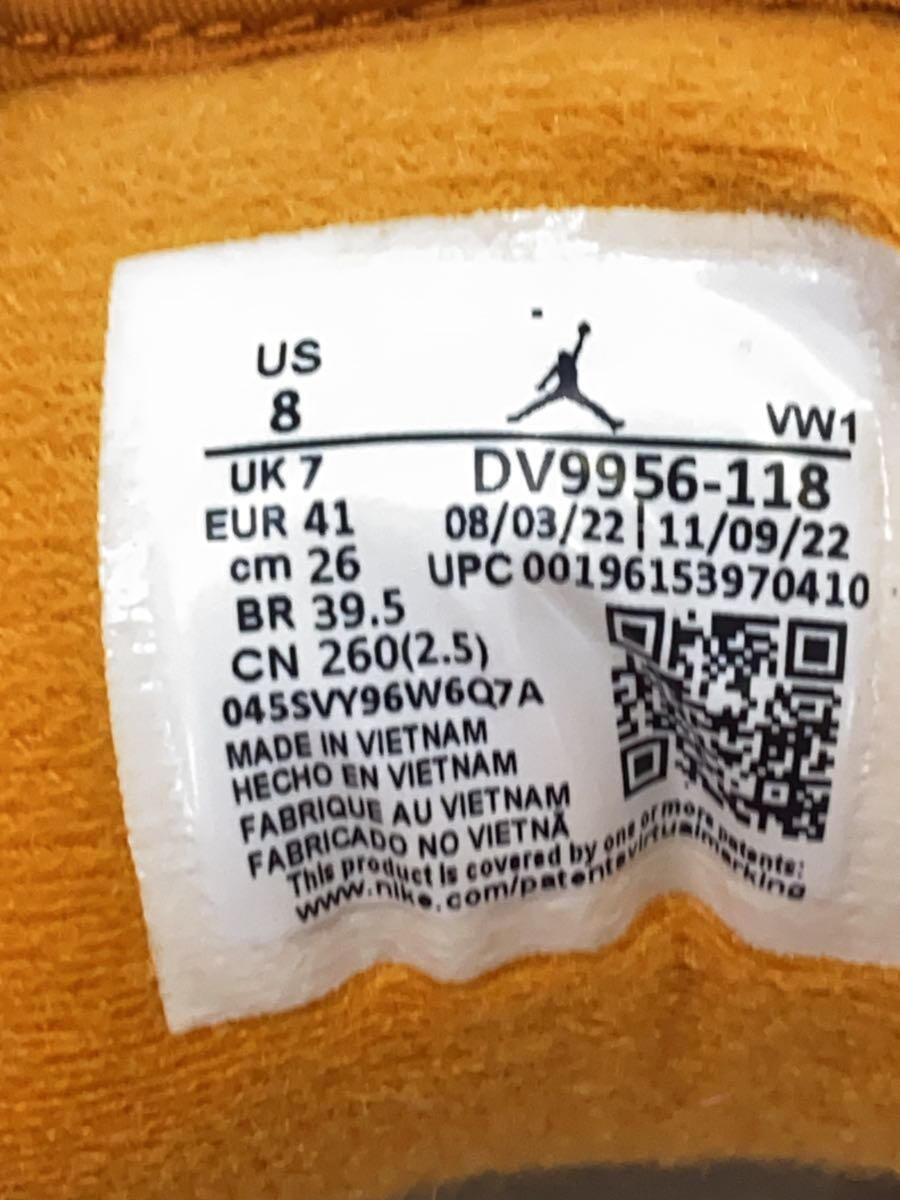 US
8
VW1
UK 7
DV9956-118
EUR 41
08/03/22 | 11/09/22
cm 26
UPC 00196153970410
BR 39.5
CN 260(2.5)
045SVY96W6Q7A
MADE IN VIETNAM
HECHO EN VIETNAM
FABRIQUE AU VIETNAM
FABRICADO NO VIETNÃ
This product is covered by one or more patents:
www.nike.com/patentsvirtualmarking